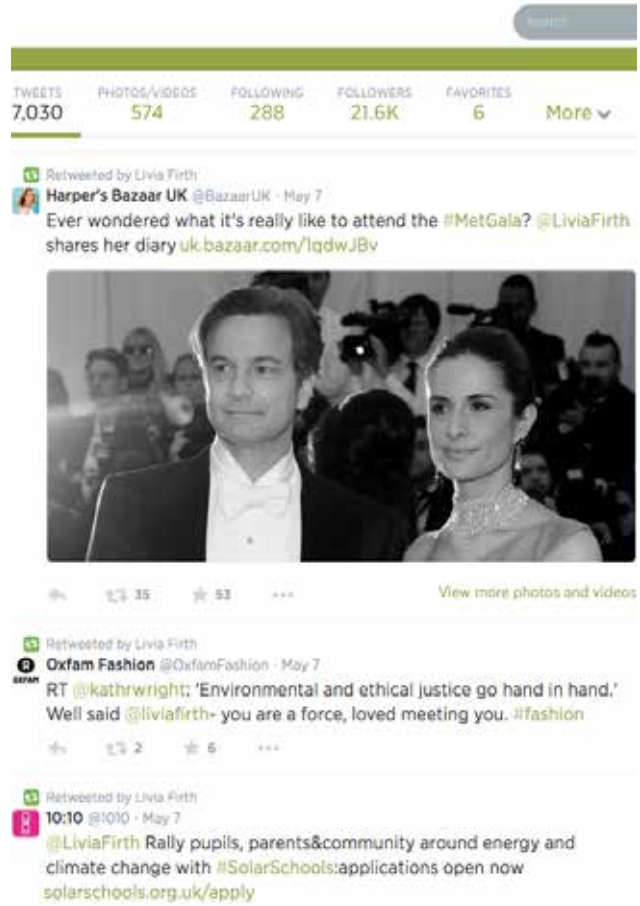 Search
TWEETS PHOTOS/VIDEOS FOLLOWING FOLLOWERS FAVORITES
7,030 574 288 21.6K 6 More
Retweeted by Livia Firth
Harper's Bazaar UK @BazaarUK · May 7
Ever wondered what it's really like to attend the #MetGala? @LiviaFirth
shares her diary uk.bazaar.com/1qdwJBv
35 53 View more photos and videos
Retweeted by Livia Firth
Oxfam Fashion @OxfamFashion · May 7
OXFAM
RT @kathrwright: 'Environmental and ethical justice go hand in hand.'
Well said @liviafirth- you are a force, loved meeting you. #fashion
2 6
Retweeted by Livia Firth
10:10 @1010 · May 7
@LiviaFirth Rally pupils, parents&community around energy and
climate change with #SolarSchools:applications open now
solarschools.org.uk/apply